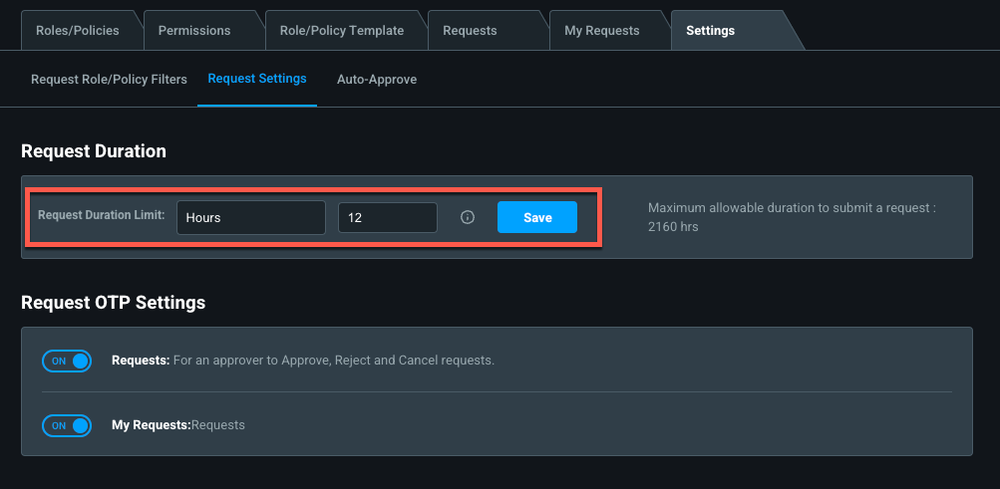 Roles/Policies Permissions Role/Policy Template Requests My Requests Settings
Request Role/Policy Filters Request Settings Auto-Approve
Request Duration
Request Duration Limit: Hours 12 Save
Maximum allowable duration to submit a request :
2160 hrs
Request OTP Settings
ON Requests: For an approver to Approve, Reject and Cancel requests.
ON My Requests:Requests